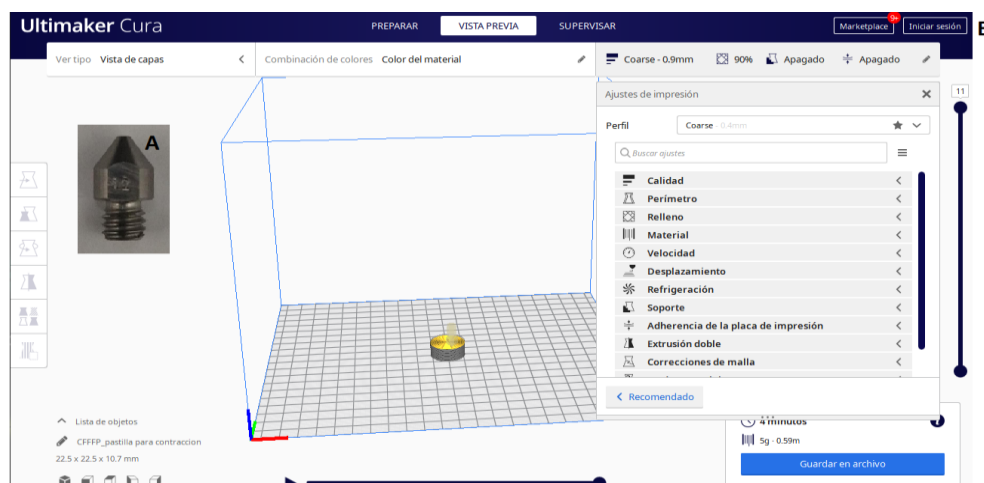 Ultimaker Cura
PREPARAR VISTA PREVIA SUPERVISAR
Marketplace 9+ Iniciar sesión
Ver tipo Vista de capas
Combinación de colores Color del material
Coarse - 0.9mm 90% Apagado Apagado
Ajustes de impresión
Perfil Coarse - 0.4mm
Buscar ajustes
Calidad
Perímetro
Relleno
Material
Velocidad
Desplazamiento
Refrigeración
Soporte
Adherencia de la placa de impresión
Extrusión doble
Correcciones de malla
Recomendado
11
A
Lista de objetos
CFFFP_pastilla para contraccion
22.5 x 22.5 x 10.7 mm
4 minutos
5g · 0.59m
Guardar en archivo